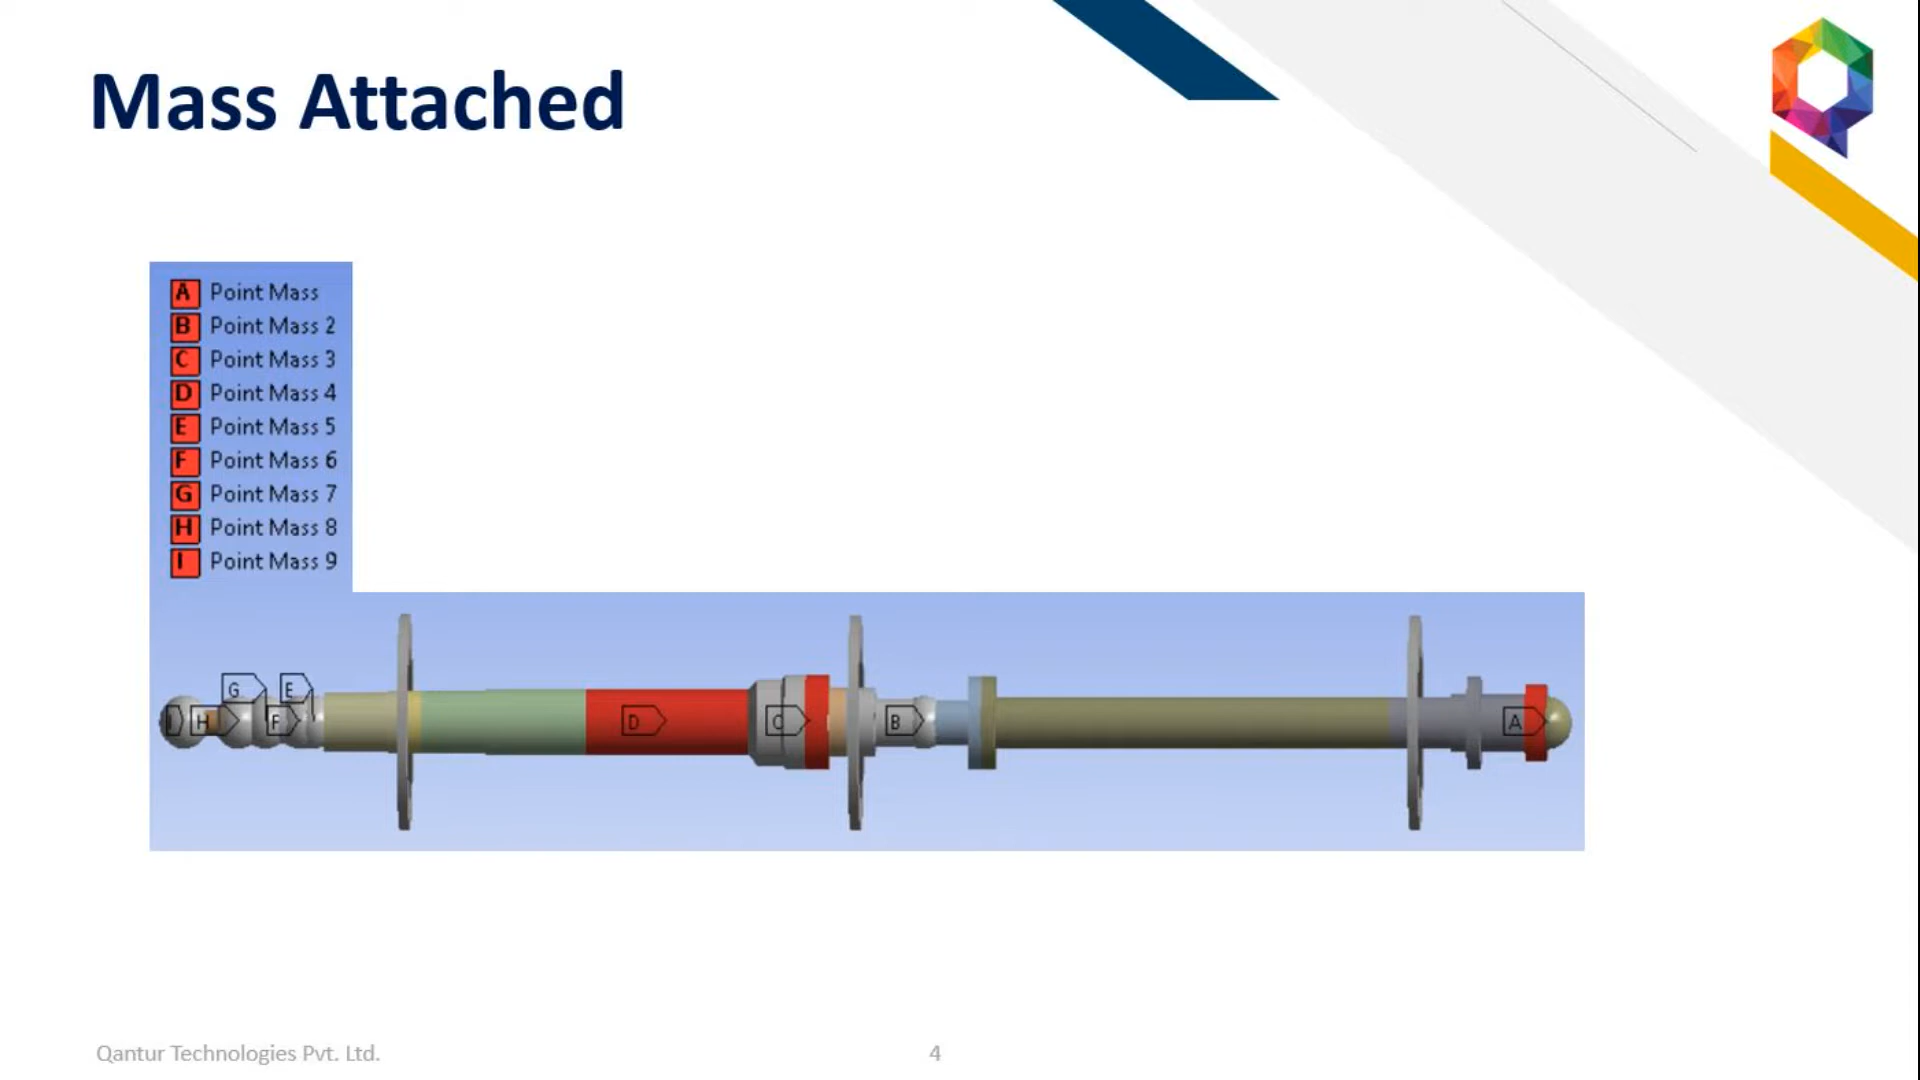 Mass Attached
A Point Mass
B Point Mass 2
C Point Mass 3
D Point Mass 4
E Point Mass 5
F Point Mass 6
G Point Mass 7
H Point Mass 8
I Point Mass 9
G E
I H F D C B A
Qantur Technologies Pvt. Ltd. 4